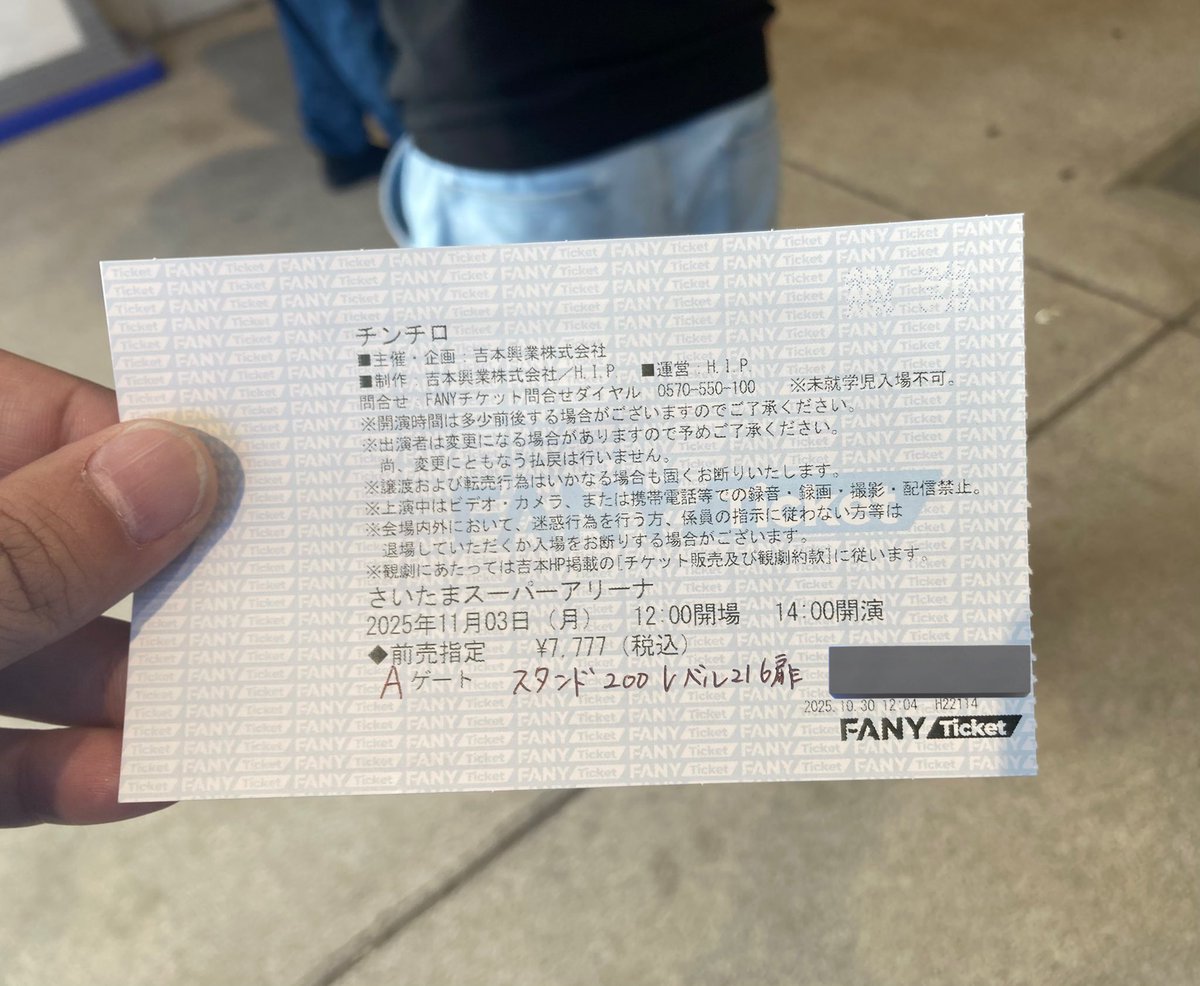 チンチロ
■主催・企画：吉本興業株式会社
■制作：吉本興業株式会社／H.I.P ■運営：H.I.P.
問合せ：FANYチケット問合せダイヤル 0570-550-100 ※未就学児入場不可。
※開演時間は多少前後する場合がございますのでご了承ください。
※出演者は変更になる場合がありますので予めご了承ください。
尚、変更にともなう払戻は行いません。
※譲渡および転売行為はいかなる場合も固くお断りいたします。
※上演中はビデオ・カメラ、または携帯電話等での録音・録画・撮影・配信禁止。
※会場内外において、迷惑行為を行う方、係員の指示に従わない方等は
退場していただくか入場をお断りする場合がございます。
※観劇にあたっては吉本HP掲載の[チケット販売及び観劇約款]に従います。
さいたまスーパーアリーナ
2025年11月03日（月） 12:00開場 14:00開演
◆前売指定 ¥7,777（税込）
Aゲート スタンド200レベル216扉
2025.10.30 12:04 H22114
FANY Ticket